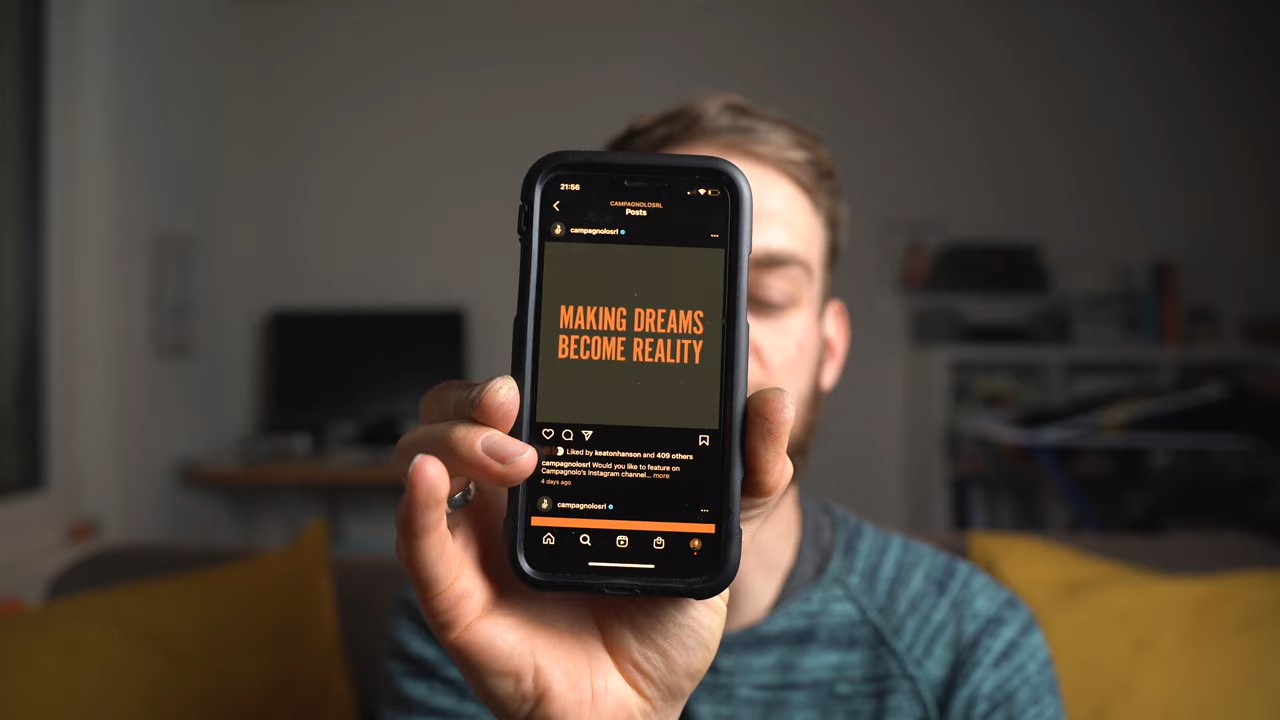 21:56
CAMPAGNOLOSRL
Posts
campagnolosrl
MAKING DREAMS
BECOME REALITY
Liked by keatonhanson and 409 others
campagnolosrl Would you like to feature on
Campagnolo's Instagram channel... more
4 days ago
campagnolosrl